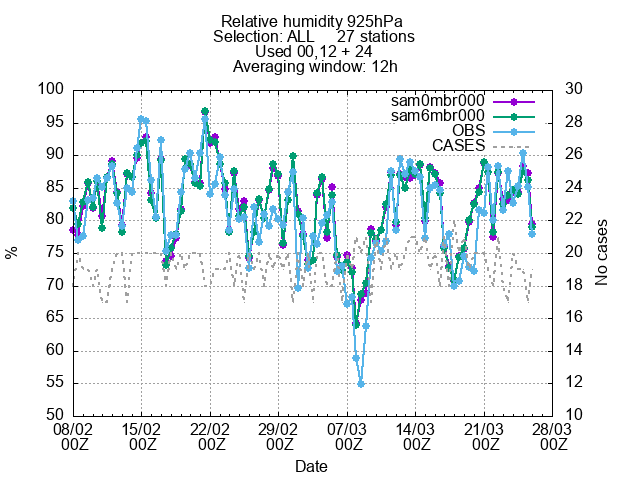 Relative humidity 925hPa
Selection: ALL 27 stations
Used 00,12 + 24
Averaging window: 12h
sam0mbr000
sam6mbr000
OBS
CASES
100
95
90
85
80
75
70
65
60
55
50
%
30
28
26
24
22
20
18
16
14
12
10
No cases
08/02 15/02 22/02 29/02 07/03 14/03 21/03 28/03
00Z 00Z 00Z 00Z 00Z 00Z 00Z 00Z
Date